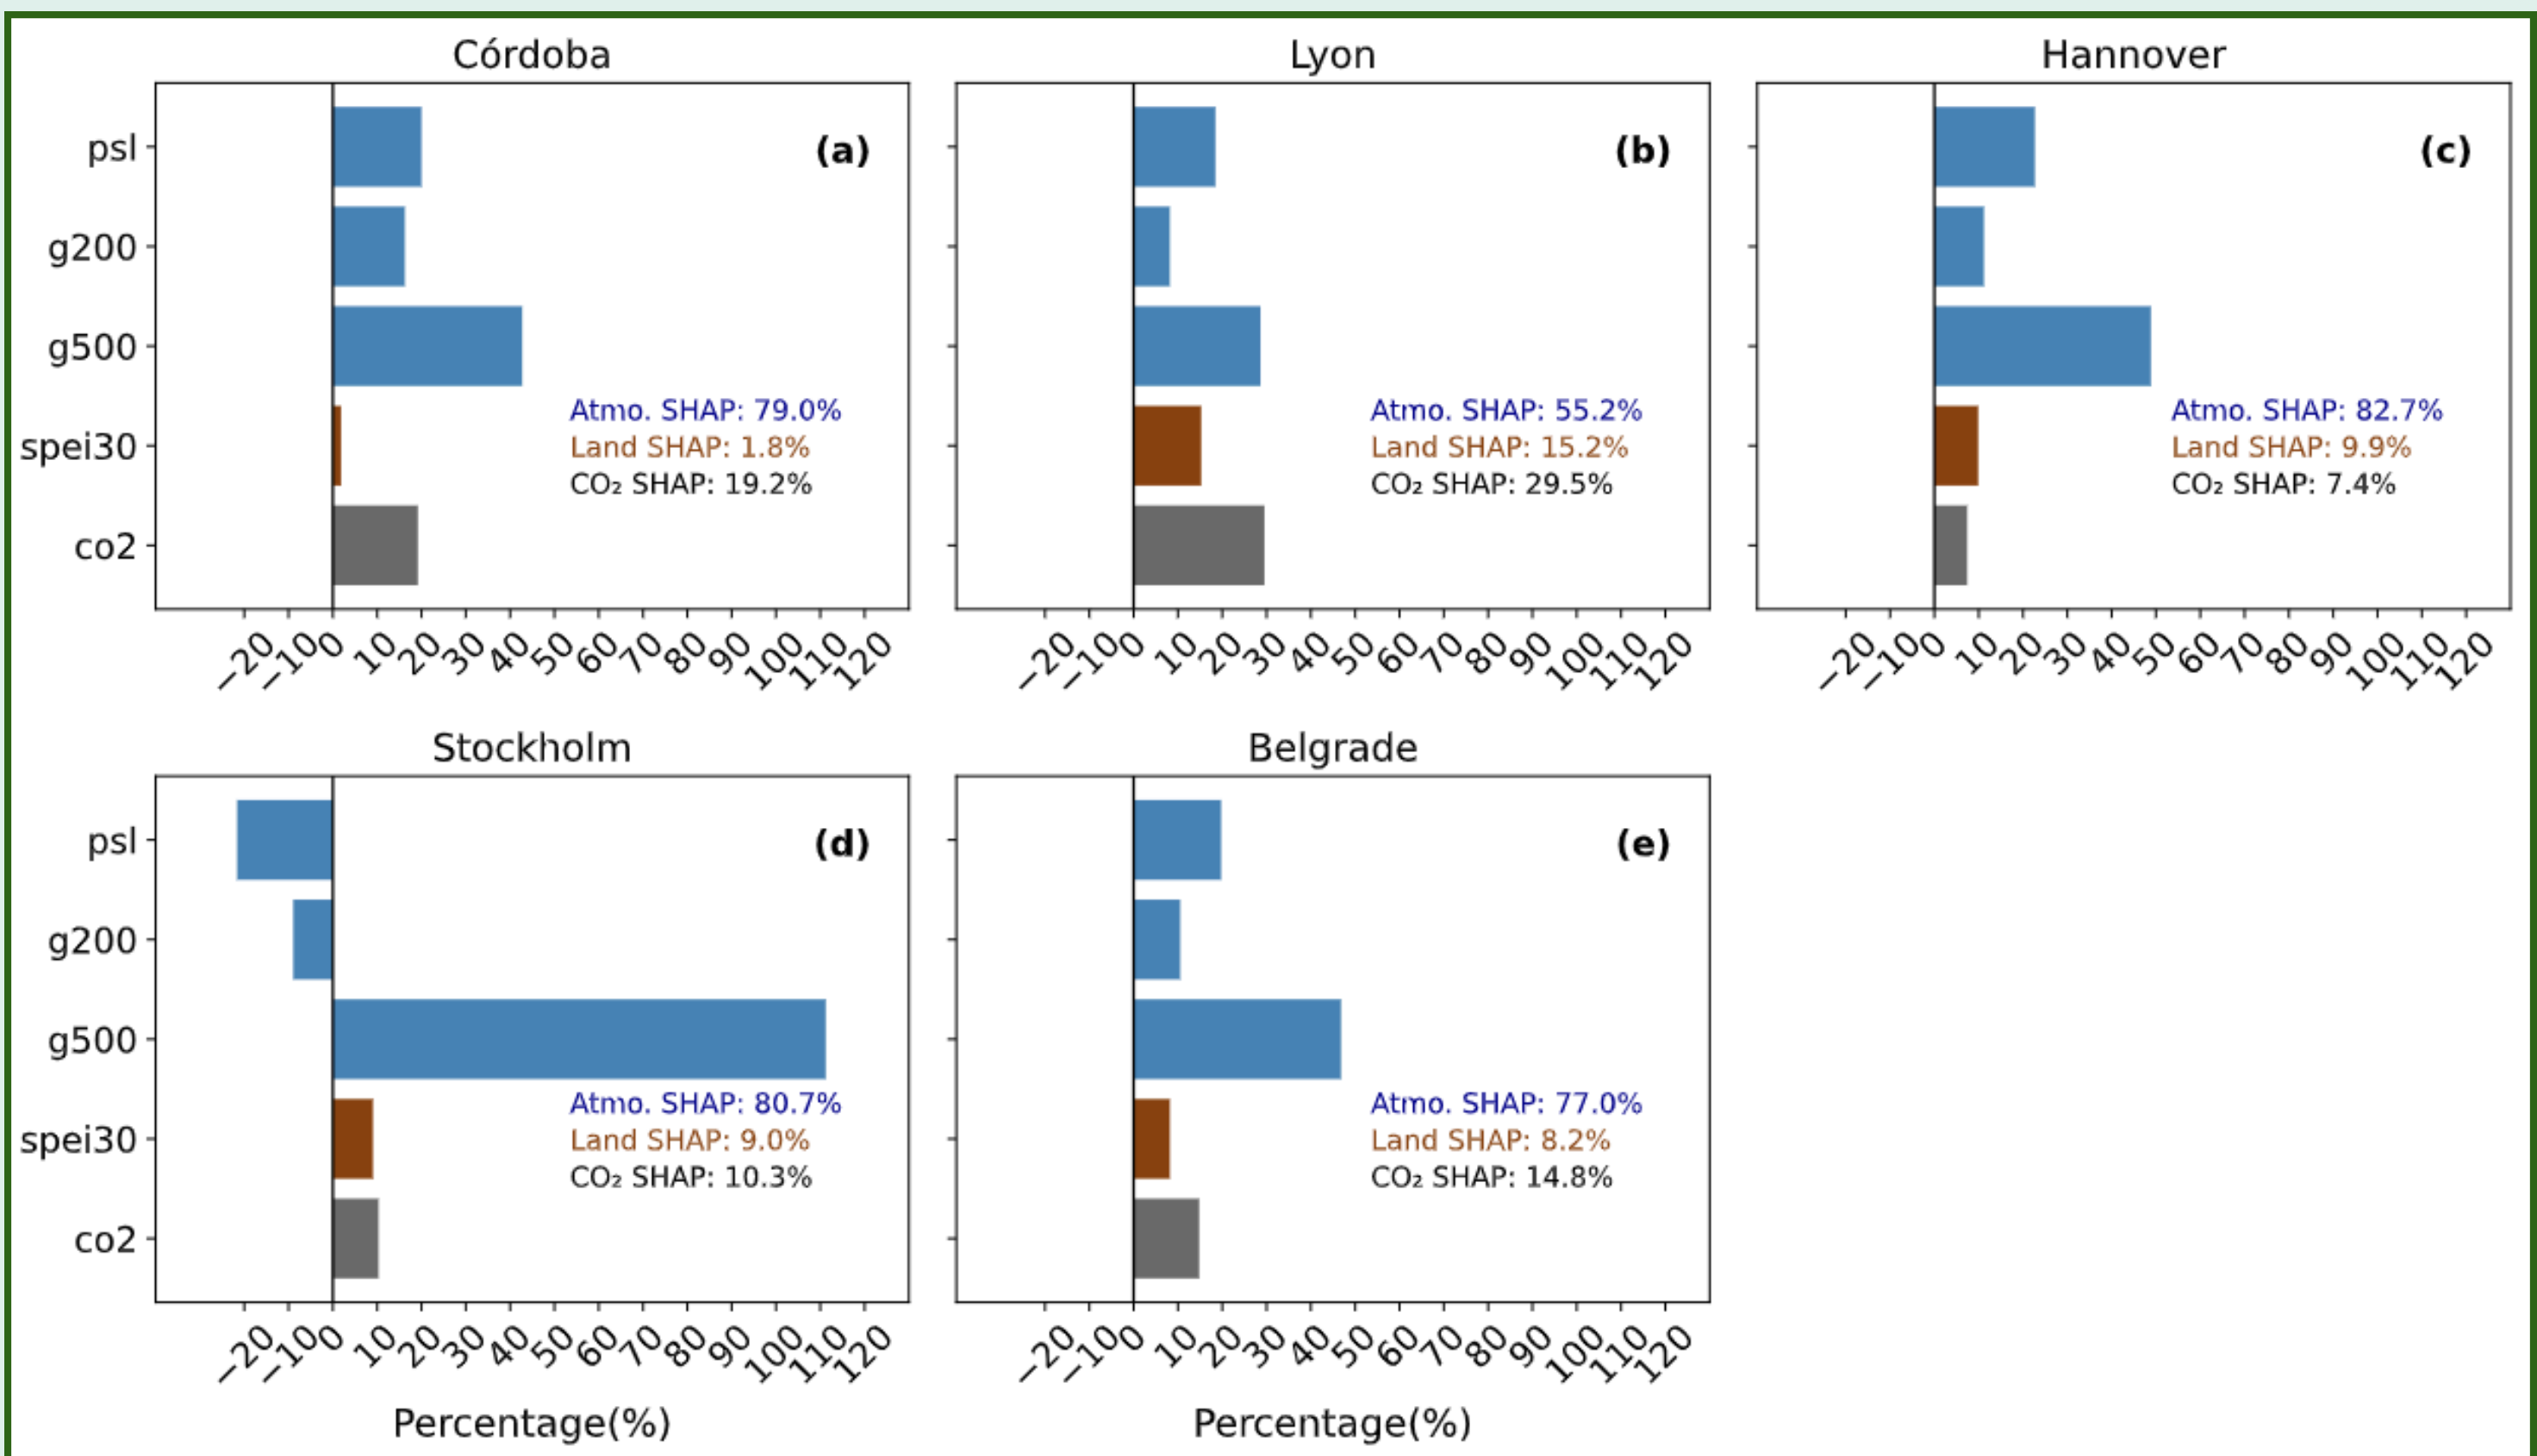 Córdoba
Lyon
Hannover
psl
g200
g500
spei30
co2
(a)
Atmo. SHAP: 79.0%
Land SHAP: 1.8%
CO₂ SHAP: 19.2%
−20 −10 0 10 20 30 40 50 60 70 80 90 100 110 120
(b)
Atmo. SHAP: 55.2%
Land SHAP: 15.2%
CO₂ SHAP: 29.5%
−20 −10 0 10 20 30 40 50 60 70 80 90 100 110 120
(c)
Atmo. SHAP: 82.7%
Land SHAP: 9.9%
CO₂ SHAP: 7.4%
−20 −10 0 10 20 30 40 50 60 70 80 90 100 110 120
Stockholm
Belgrade
psl
g200
g500
spei30
co2
(d)
Atmo. SHAP: 80.7%
Land SHAP: 9.0%
CO₂ SHAP: 10.3%
−20 −10 0 10 20 30 40 50 60 70 80 90 100 110 120
Percentage(%)
(e)
Atmo. SHAP: 77.0%
Land SHAP: 8.2%
CO₂ SHAP: 14.8%
−20 −10 0 10 20 30 40 50 60 70 80 90 100 110 120
Percentage(%)